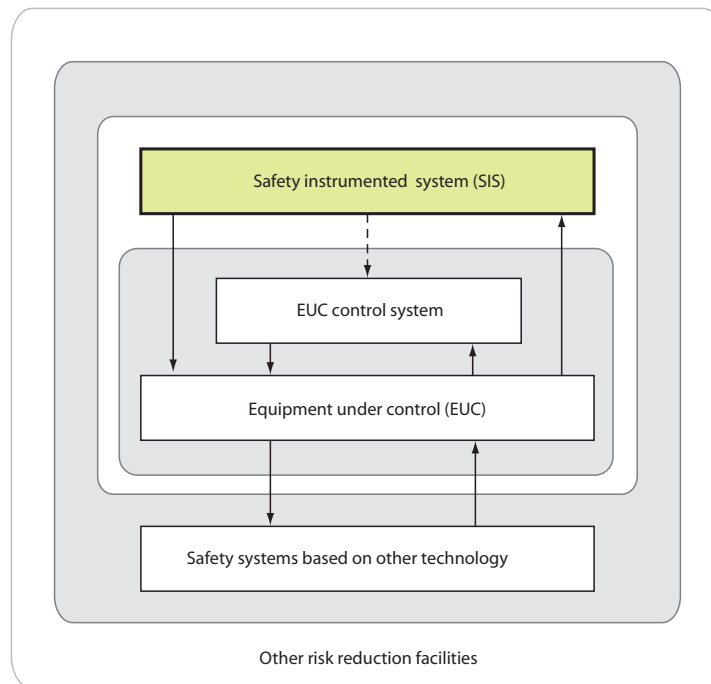 Safety instrumented system (SIS)
EUC control system
Equipment under control (EUC)
Safety systems based on other technology
Other risk reduction facilities